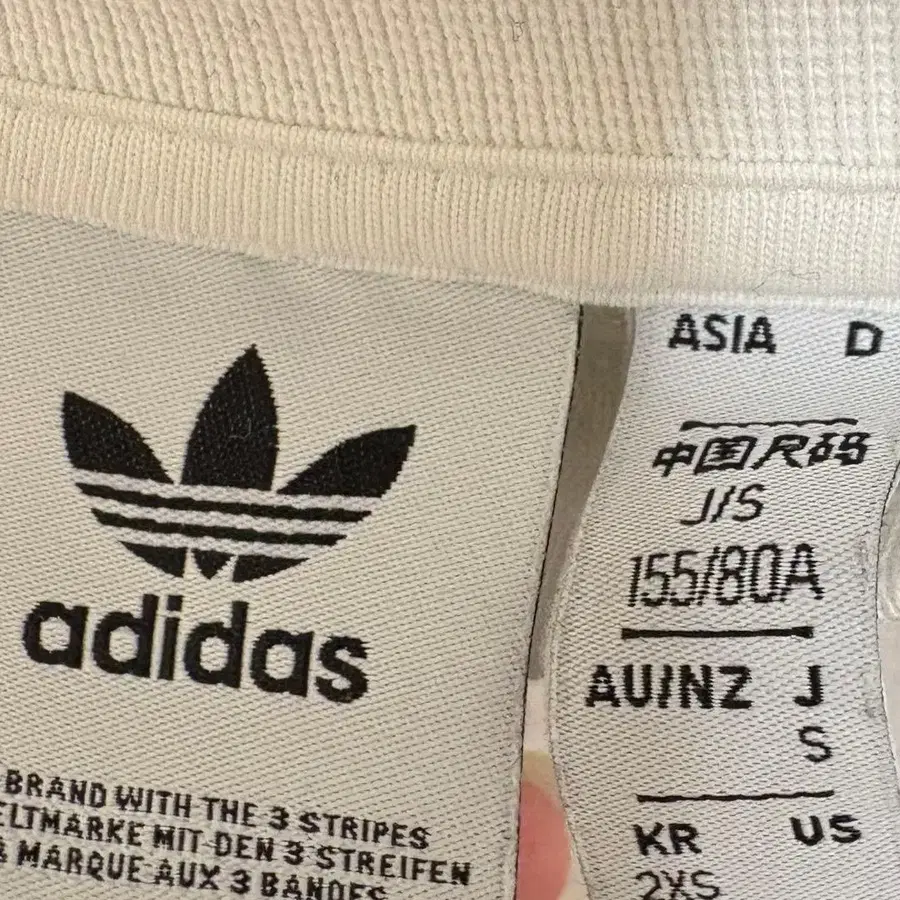 adidas
BRAND WITH THE 3 STRIPES
MARKE MIT DEN 3 STREIFEN
MARQUE AUX 3 BANDES
ASIA D
中国尺码
J/S
155/80A
AU/NZ J
S
KR US
2XS